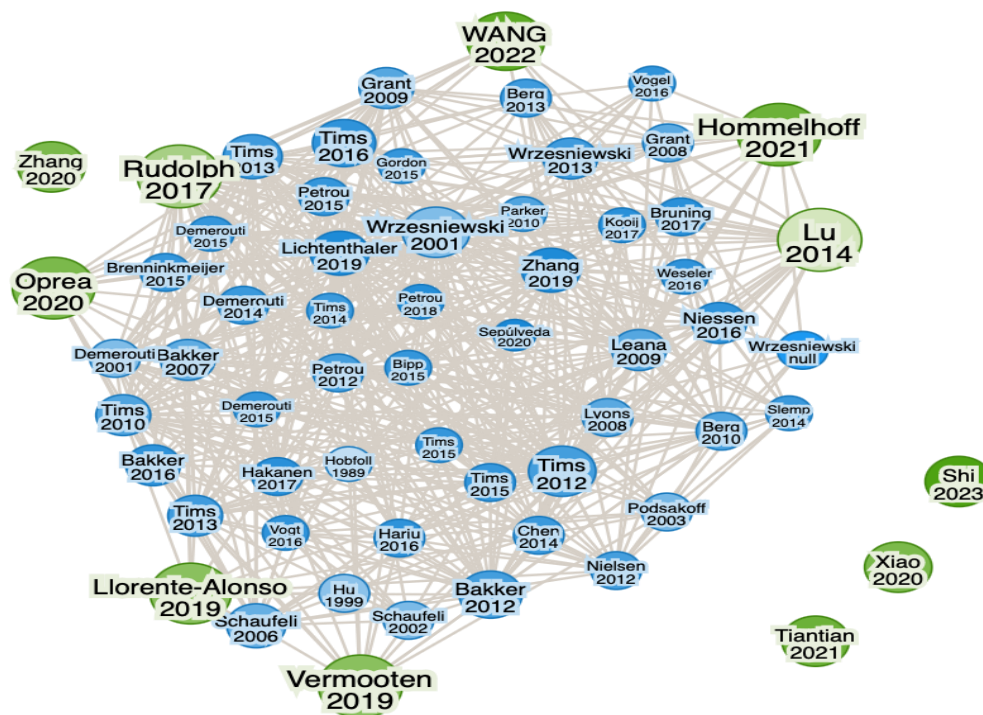 WANG
2022
Grant
2009
Berg
2013
Vogel
2016
Hommelhoff
2021
Zhang
2020
Rudolph
2017
Tims
2013
Tims
2016
Gordon
2015
Wrzesniewski
2013
Grant
2008
Petrou
2015
Wrzesniewski
2001
Parker
2010
Kooij
2017
Bruning
2017
Lu
2014
Demerouti
2015
Lichtenthaler
2019
Brenninkmeijer
2015
Oprea
2020
Zhang
2019
Weseler
2016
Demerouti
2014
Tims
2014
Petrou
2018
Niessen
2016
Sepúlveda
2020
Leana
2009
Wrzesniewski
null
Demerouti
2001
Bakker
2007
Petrou
2012
Bipp
2015
Tims
2010
Demerouti
2015
Lyons
2008
Berg
2010
Slemp
2014
Bakker
2016
Hakanen
2017
Hobfoll
1989
Tims
2015
Tims
2015
Tims
2012
Shi
2023
Tims
2013
Vogt
2016
Hariu
2016
Chen
2014
Podsakoff
2003
Xiao
2020
Nielsen
2012
Llorente-Alonso
2019
Hu
1999
Bakker
2012
Schaufeli
2006
Schaufeli
2002
Tiantian
2021
Vermooten
2019